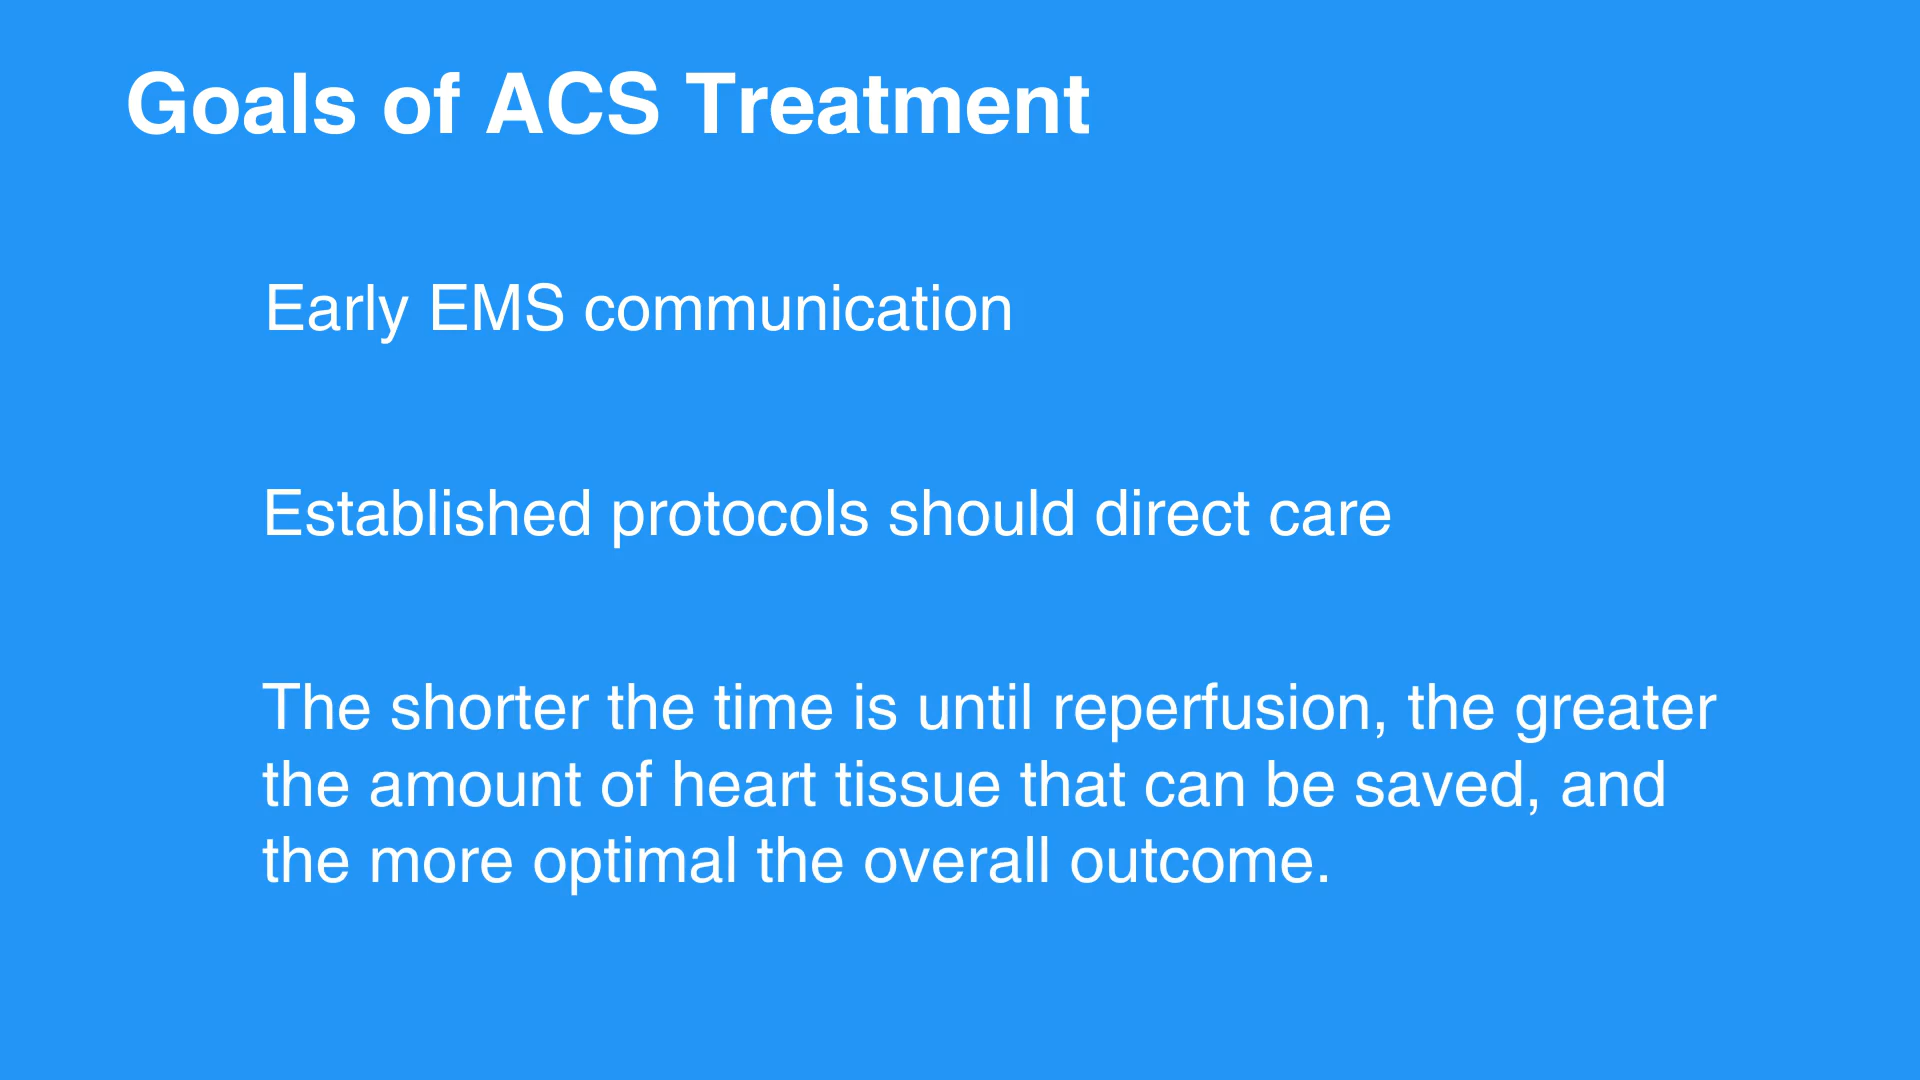 Goals of ACS Treatment
Early EMS communication
Established protocols should direct care
The shorter the time is until reperfusion, the greater
the amount of heart tissue that can be saved, and
the more optimal the overall outcome.